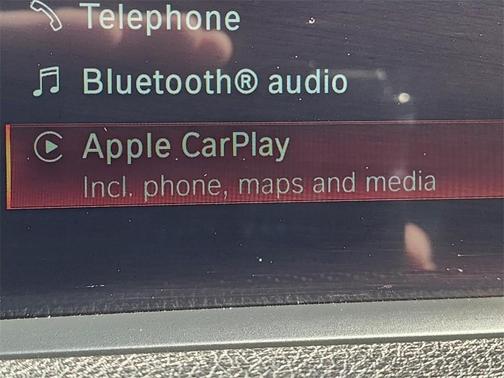 Telephone
Bluetooth® audio
Apple CarPlay
Incl. phone, maps and media